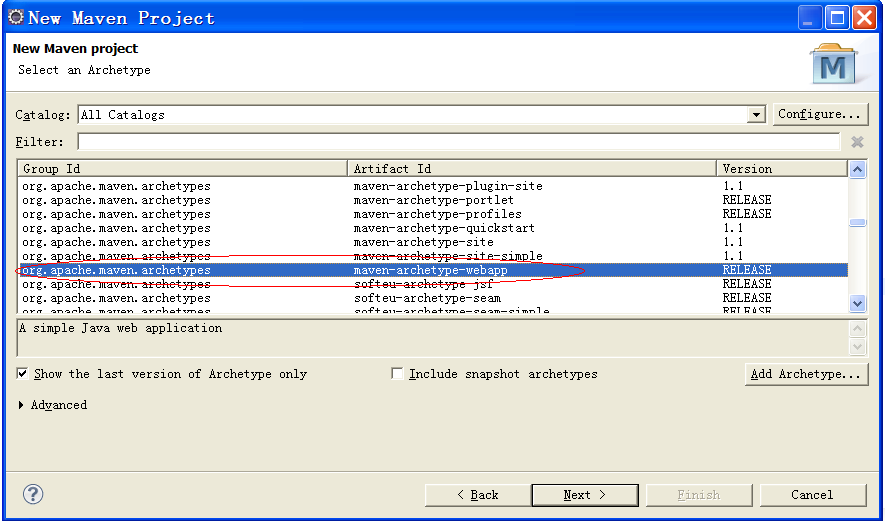 New Maven Project
New Maven project
Select an Archetype
M
Catalog: All Catalogs Configure...
Filter:
Group Id Artifact Id Version
org.apache.maven.archetypes maven-archetype-plugin-site 1.1
org.apache.maven.archetypes maven-archetype-portlet RELEASE
org.apache.maven.archetypes maven-archetype-profiles RELEASE
org.apache.maven.archetypes maven-archetype-quickstart 1.1
org.apache.maven.archetypes maven-archetype-site 1.1
org.apache.maven.archetypes maven-archetype-site-simple 1.1
org.apache.maven.archetypes maven-archetype-webapp RELEASE
org.apache.maven.archetypes softeu-archetype-jsf RELEASE
org.apache.maven.archetypes softeu-archetype-seam RELEASE
org.apache.maven.archetypes softeu-archetype-seam-simple RELEASE
A simple Java web application
Show the last version of Archetype only Include snapshot archetypes Add Archetype...
Advanced
? < Back Next > Finish Cancel